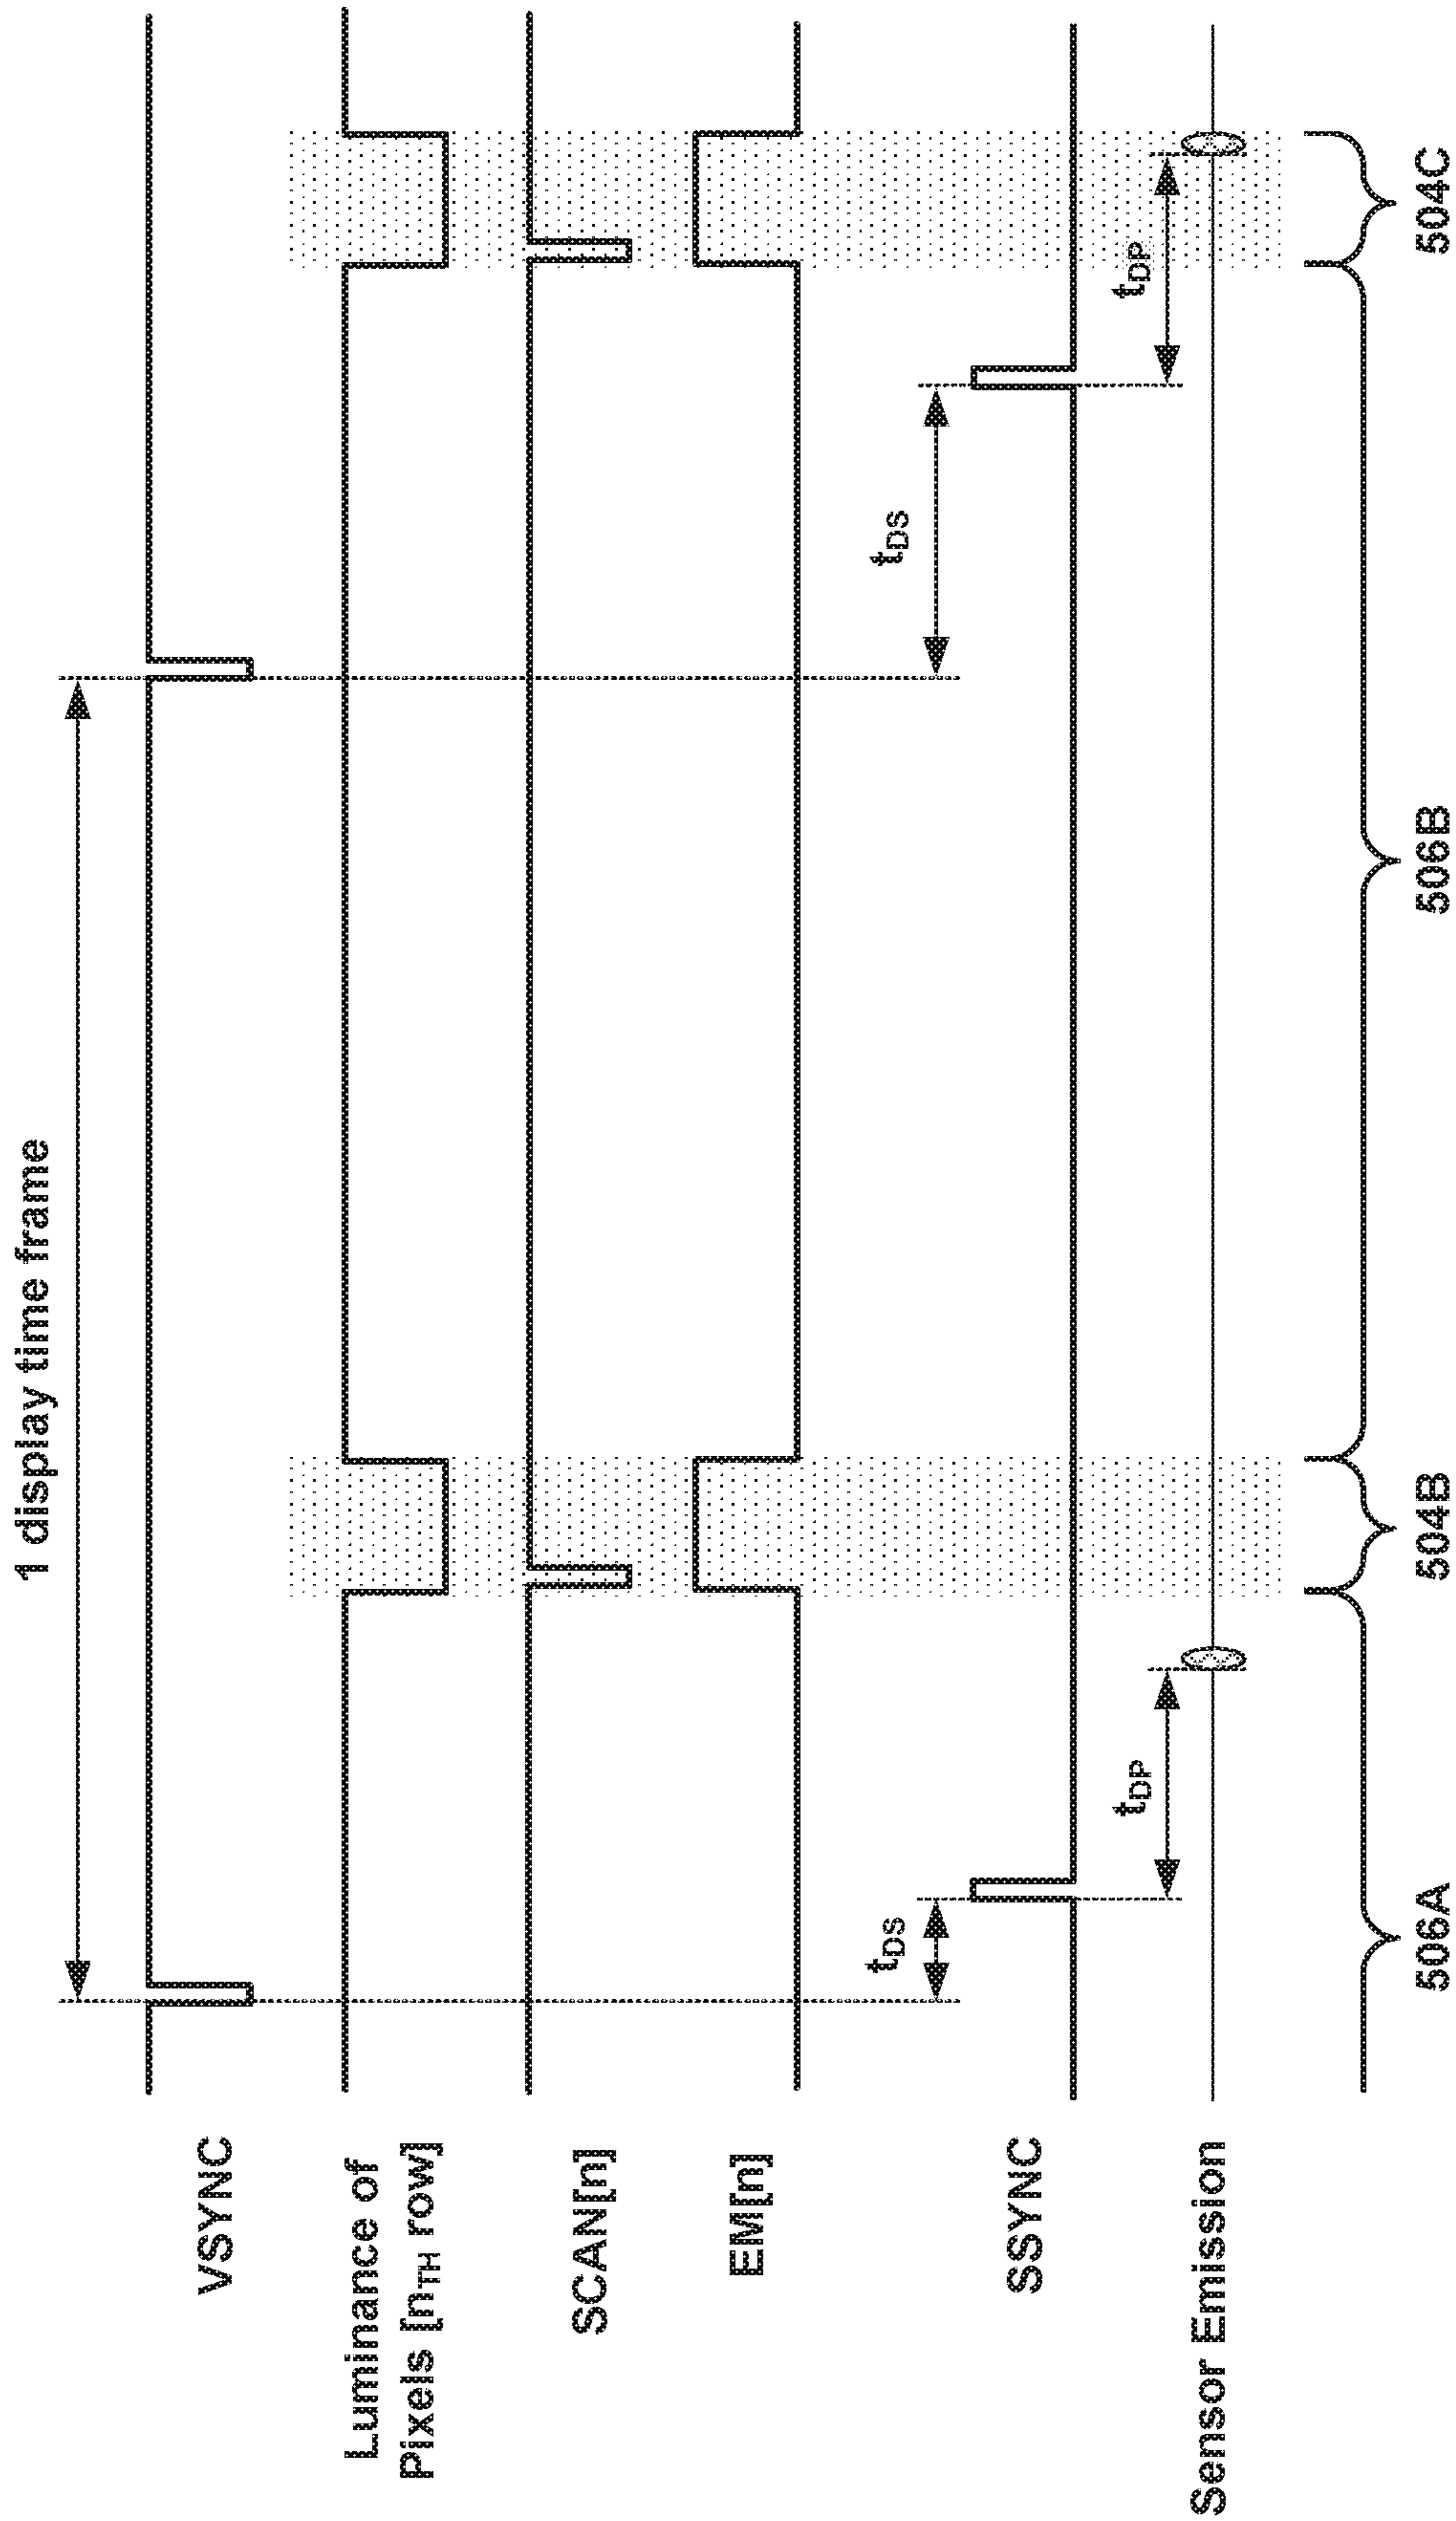 1 display time frame
VSYNC
Luminance of
Pixels [nTH row]
SCAN[n]
EM[n]
tDS
tDS
SSYNC
tDP
tDP
Sensor Emission
506A
504B
506B
504C